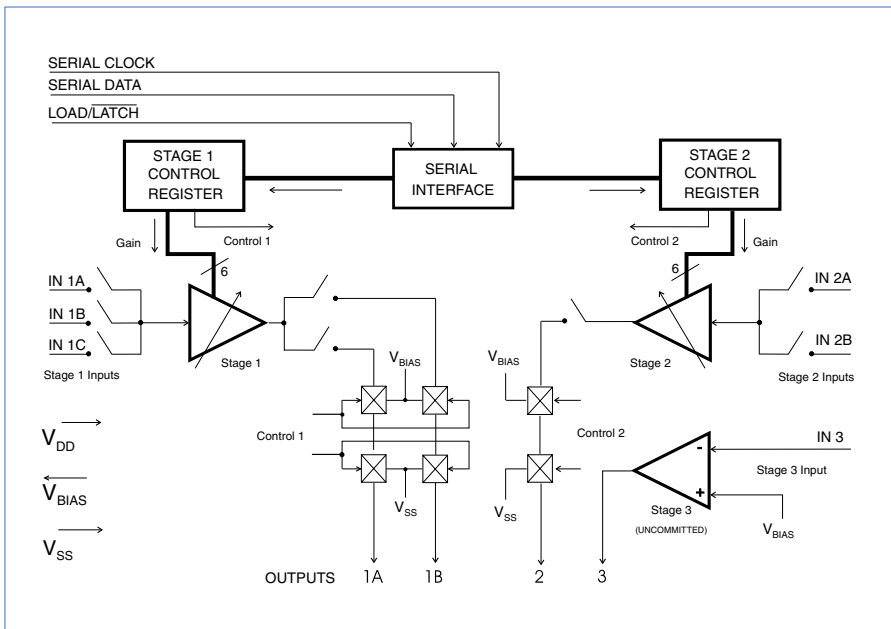 SERIAL CLOCK
SERIAL DATA
LOAD/LATCH
STAGE 1
CONTROL
REGISTER
SERIAL
INTERFACE
STAGE 2
CONTROL
REGISTER
Gain
Control 1
Control 2
Gain
6
6
IN 1A
IN 1B
IN 1C
Stage 1 Inputs
Stage 1
IN 2A
IN 2B
Stage 2
Stage 2 Inputs
VBIAS
VBIAS
Control 1
Control 2
VSS
VSS
VDD
VBIAS
VSS
IN 3
-
+
Stage 3 Input
Stage 3
(UNCOMMITTED)
VBIAS
OUTPUTS 1A 1B 2 3